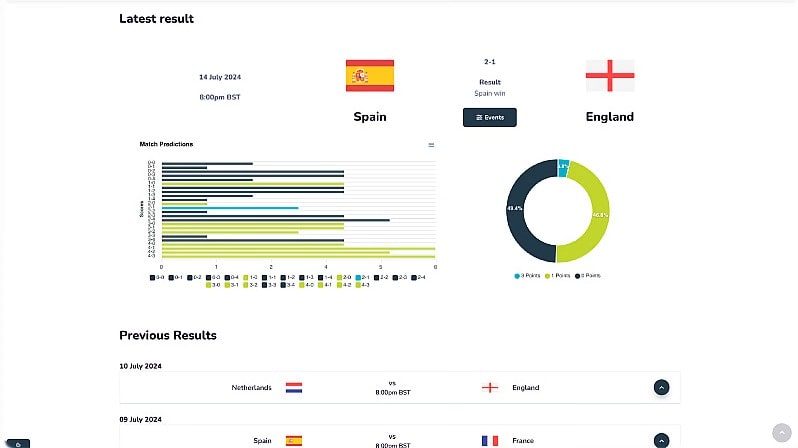 Latest result
2-1
14 July 2024
Result
Spain win
8:00pm BST
Spain
Events
England
Match Predictions
Scores
0 1 2 3 4 5 6
0-0 0-1 0-2 0-3 0-4 1-0 1-1 1-2 1-3 1-4 2-0 2-1 2-2 2-3 2-4
3-0 3-1 3-2 3-3 3-4 4-0 4-1 4-2 4-3
49.4%
46.8%
3 Points 1 Points 0 Points
Previous Results
10 July 2024
Netherlands
vs
8:00pm BST
England
09 July 2024
Spain
vs
8:00pm BST
France